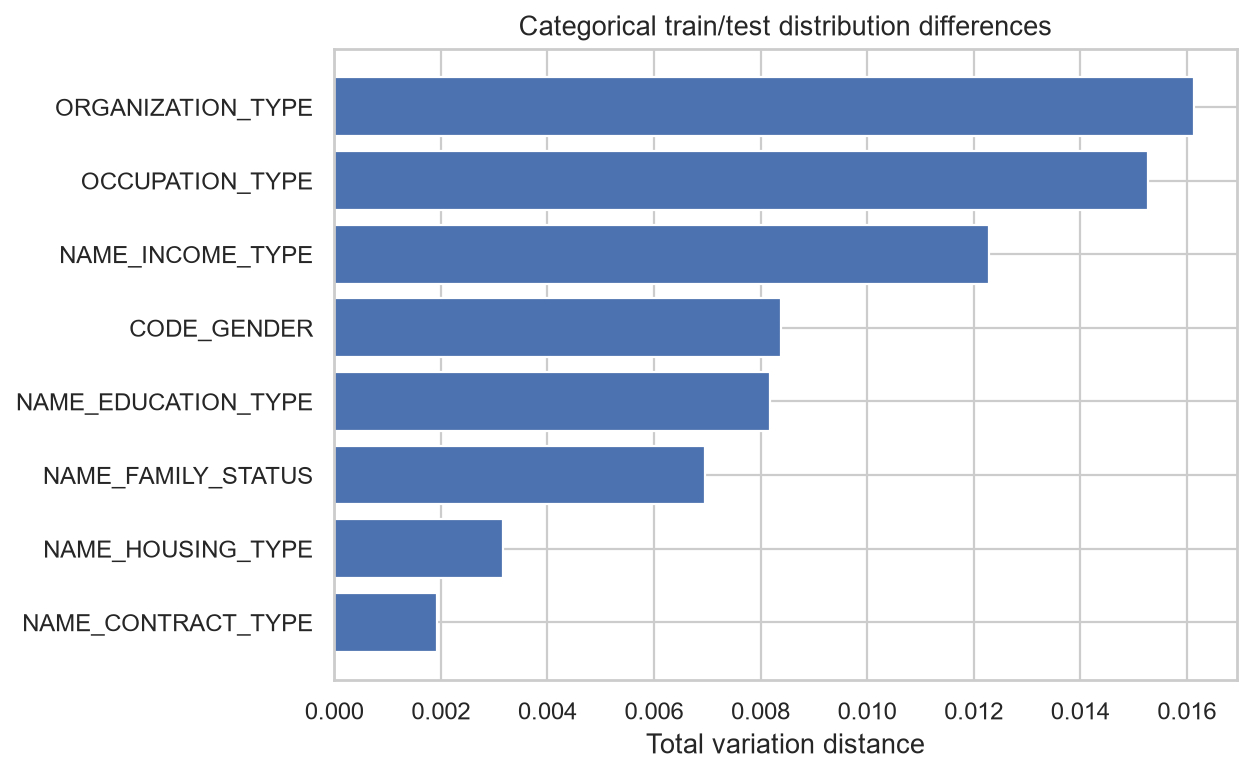 Categorical train/test distribution differences
ORGANIZATION_TYPE
OCCUPATION_TYPE
NAME_INCOME_TYPE
CODE_GENDER
NAME_EDUCATION_TYPE
NAME_FAMILY_STATUS
NAME_HOUSING_TYPE
NAME_CONTRACT_TYPE
0.000 0.002 0.004 0.006 0.008 0.010 0.012 0.014 0.016
Total variation distance